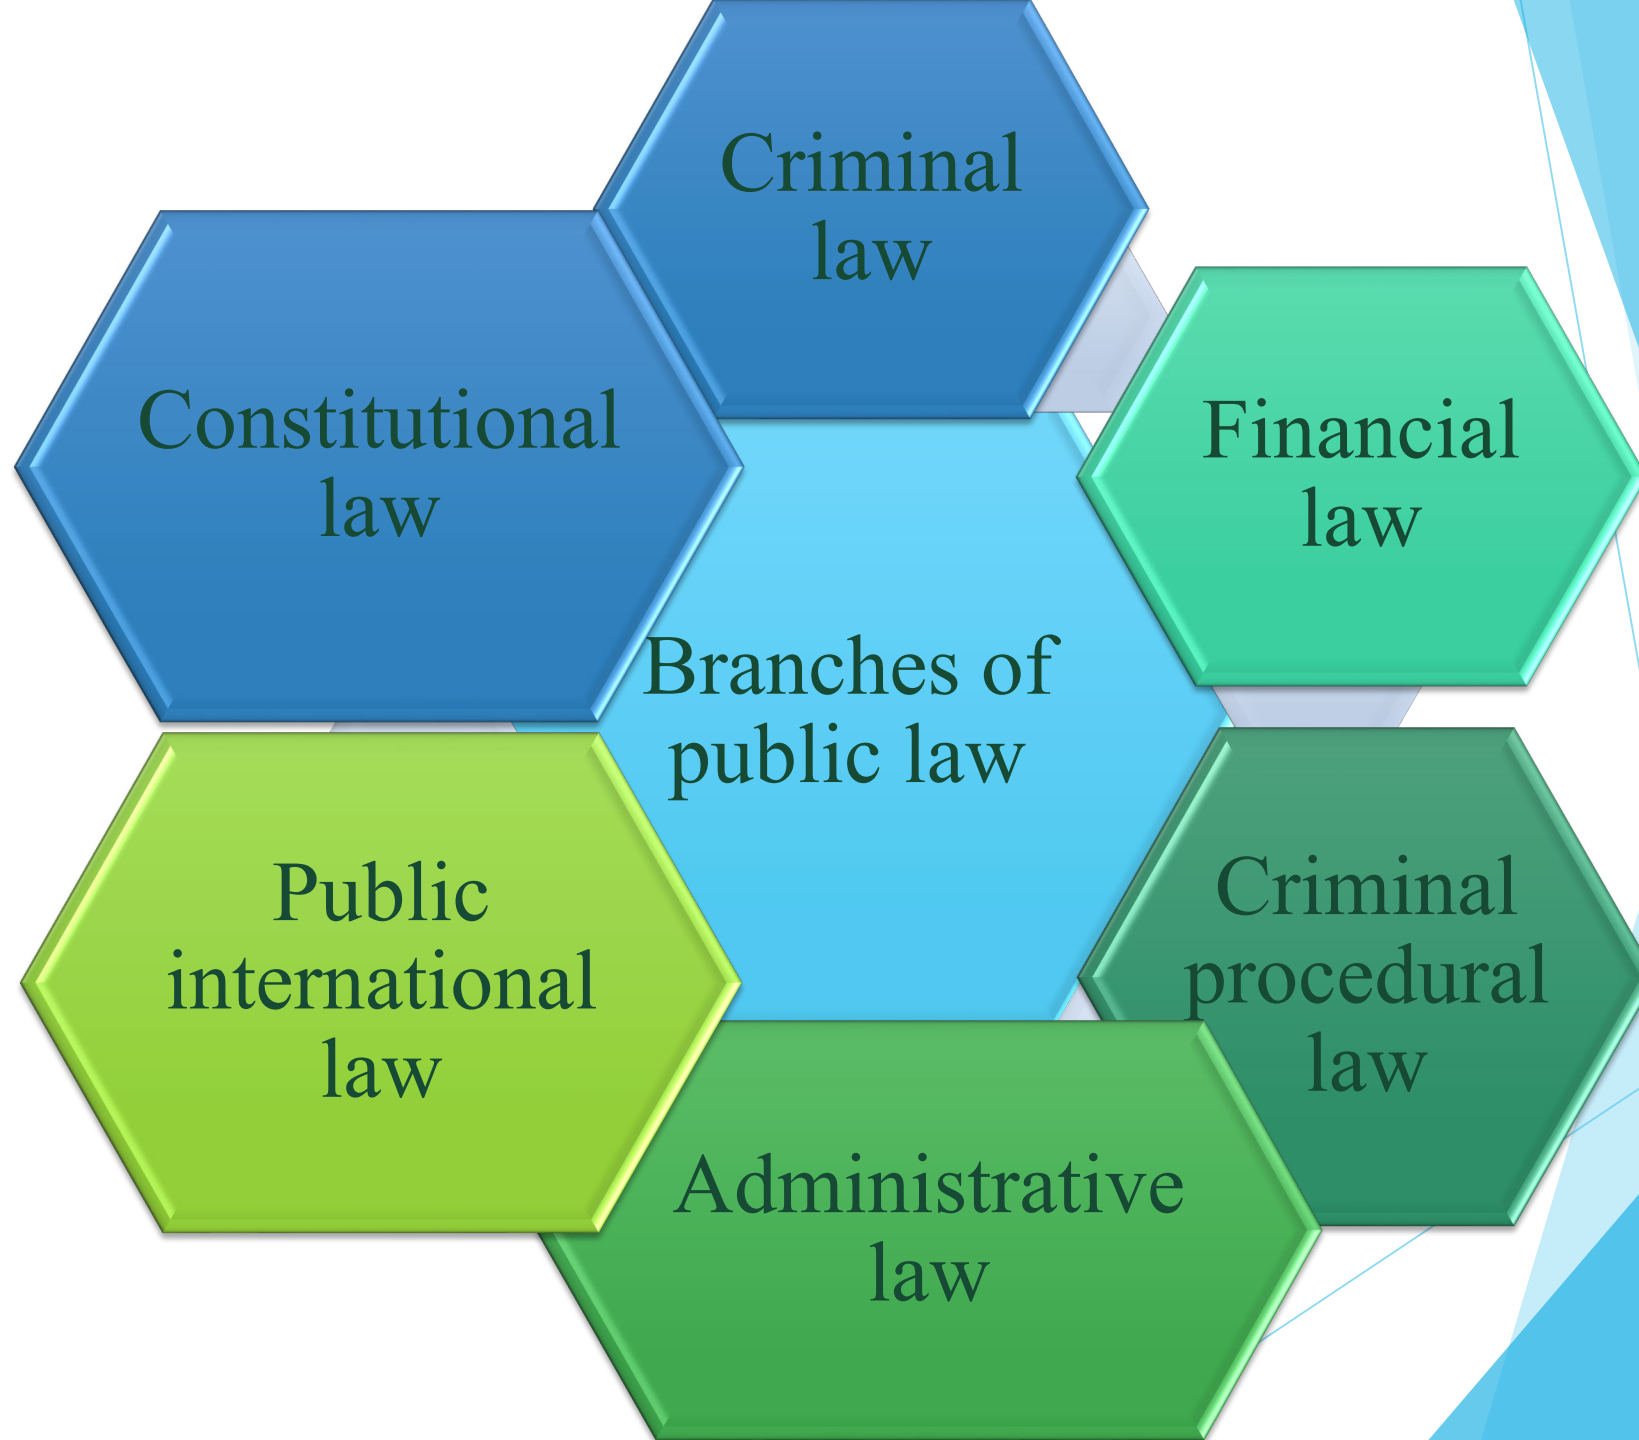 Criminal
law
Constitutional
law
Financial
law
Branches of
public law
Public
international
law
Criminal
procedural
law
Administrative
law